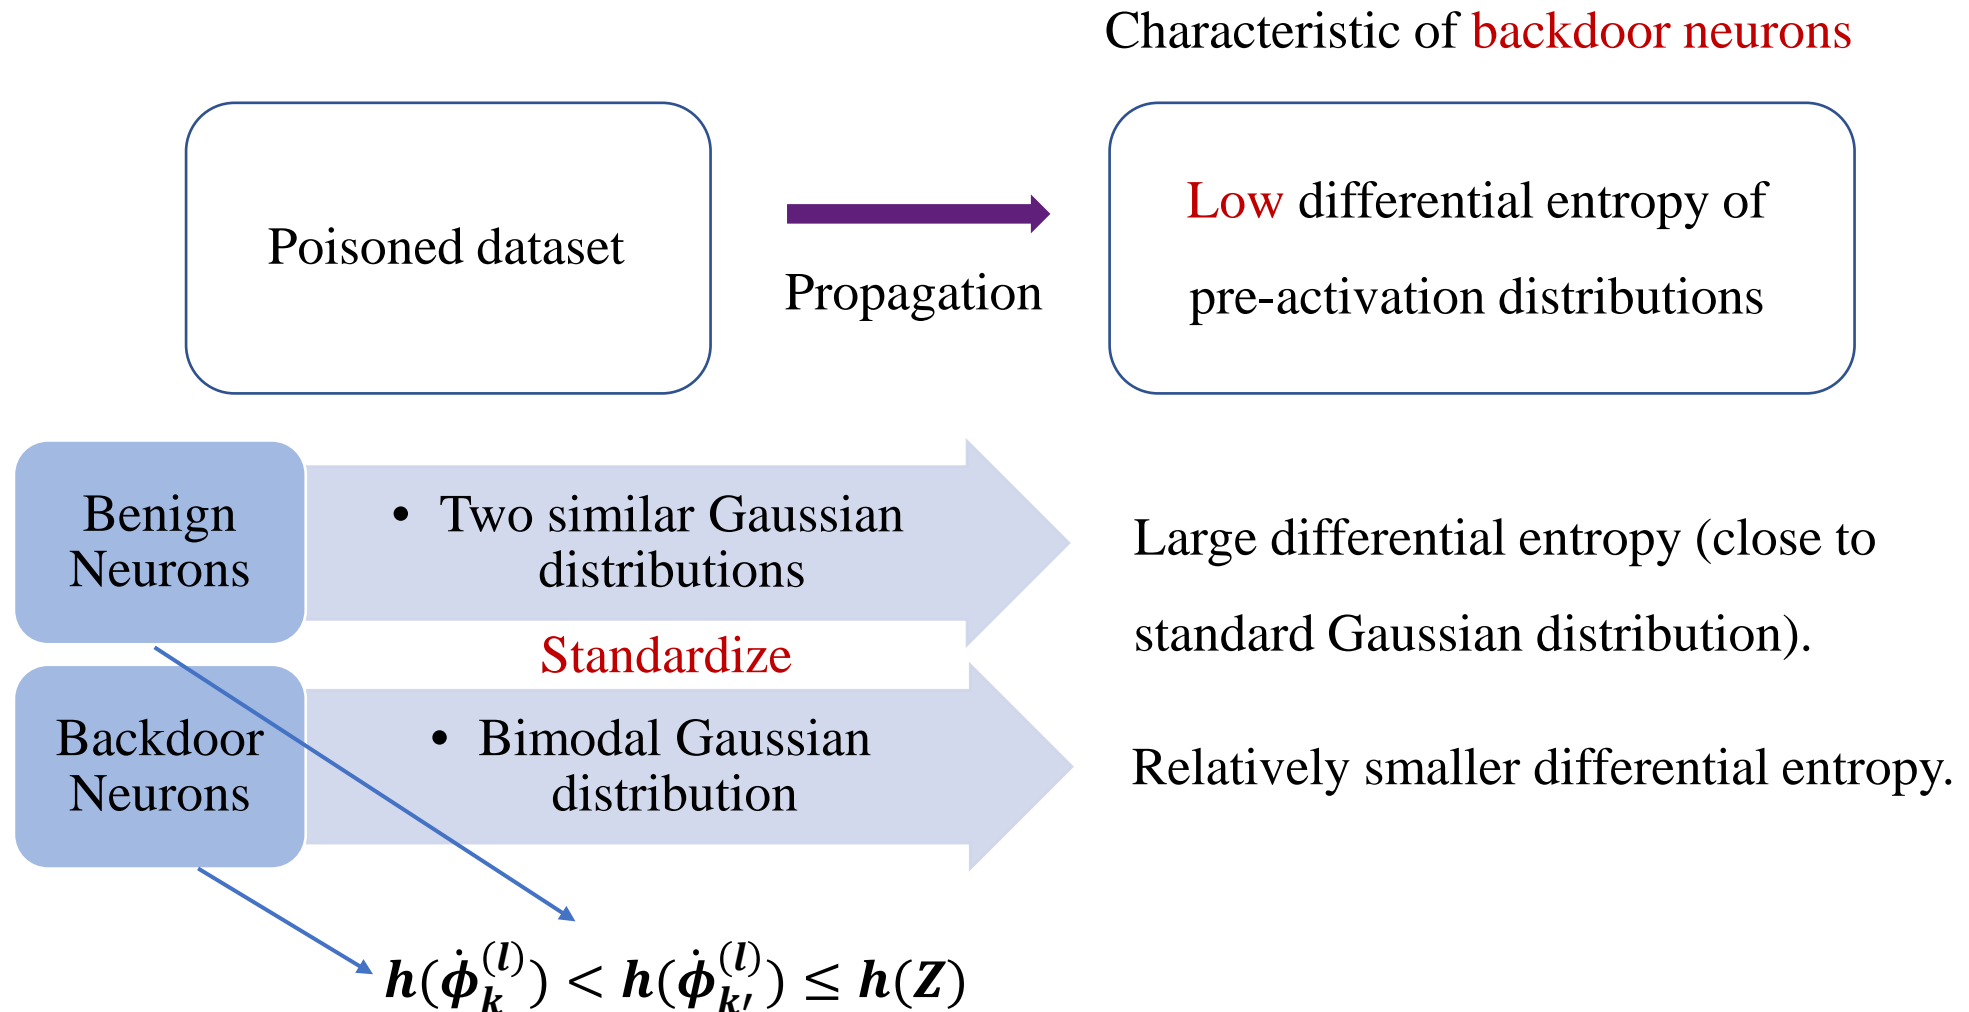 Characteristic of backdoor neurons
Poisoned dataset
Propagation
Low differential entropy of
pre-activation distributions
Benign
Neurons
• Two similar Gaussian
distributions
Large differential entropy (close to
standard Gaussian distribution).
Standardize
Backdoor
Neurons
• Bimodal Gaussian
distribution
Relatively smaller differential entropy.
h(ϕ̇_k^(l)) < h(ϕ̇_k′^(l)) ≤ h(Z)